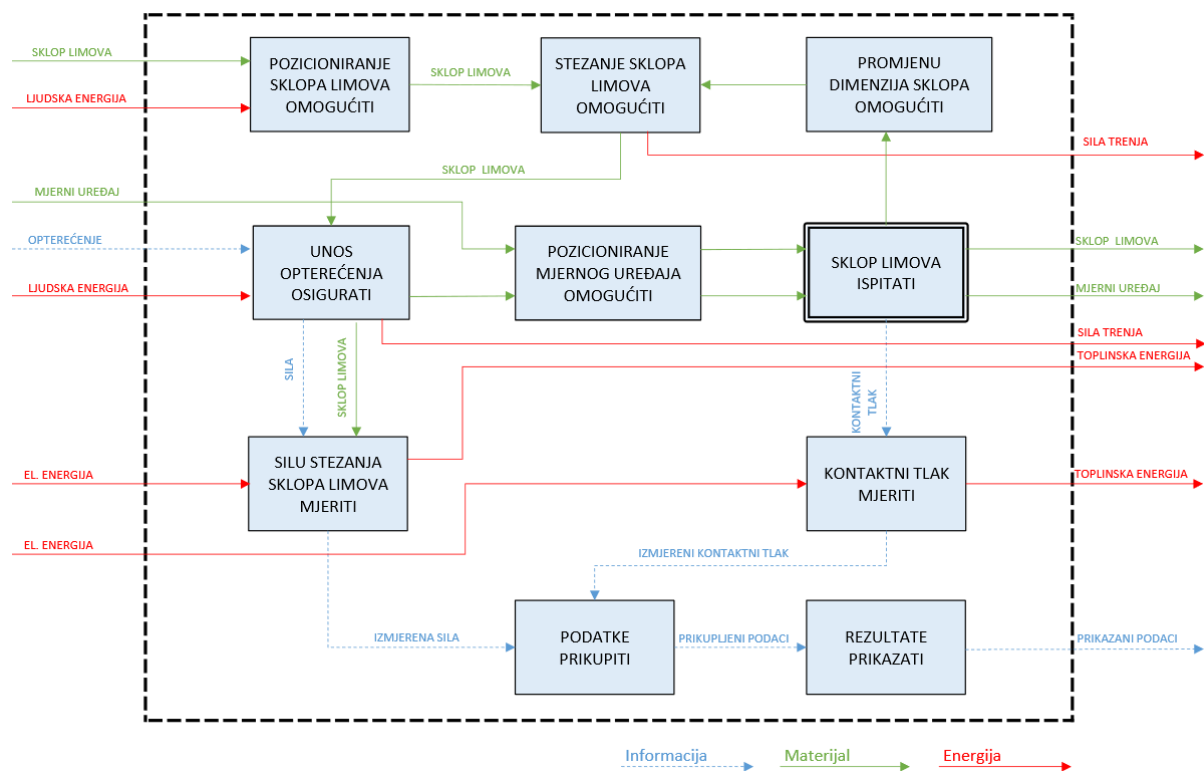 SKLOP LIMOVA
LJUDSKA ENERGIJA
POZICIONIRANJE
SKLOPA LIMOVA
OMOGUĆITI
SKLOP LIMOVA
STEZANJE SKLOPA
LIMOVA
OMOGUĆITI
PROMJENU
DIMENZIJA SKLOPA
OMOGUĆITI
SILA TRENJA
SKLOP LIMOVA
MJERNI UREĐAJ
OPTEREĆENJE
LJUDSKA ENERGIJA
UNOS
OPTEREĆENJA
OSIGURATI
POZICIONIRANJE
MJERNOG UREĐAJA
OMOGUĆITI
SKLOP LIMOVA
ISPITATI
SKLOP LIMOVA
MJERNI UREĐAJ
SILA TRENJA
TOPLINSKA ENERGIJA
SILA
SKLOP LIMOVA
KONTAKTNI
TLAK
EL. ENERGIJA
EL. ENERGIJA
SILU STEZANJA
SKLOPA LIMOVA
MJERITI
KONTAKTNI TLAK
MJERITI
TOPLINSKA ENERGIJA
IZMJERENI KONTAKTNI TLAK
IZMJERENA SILA
PODATKE
PRIKUPITI
PRIKUPLJENI PODACI
REZULTATE
PRIKAZATI
PRIKAZANI PODACI
Informacija
Materijal
Energija